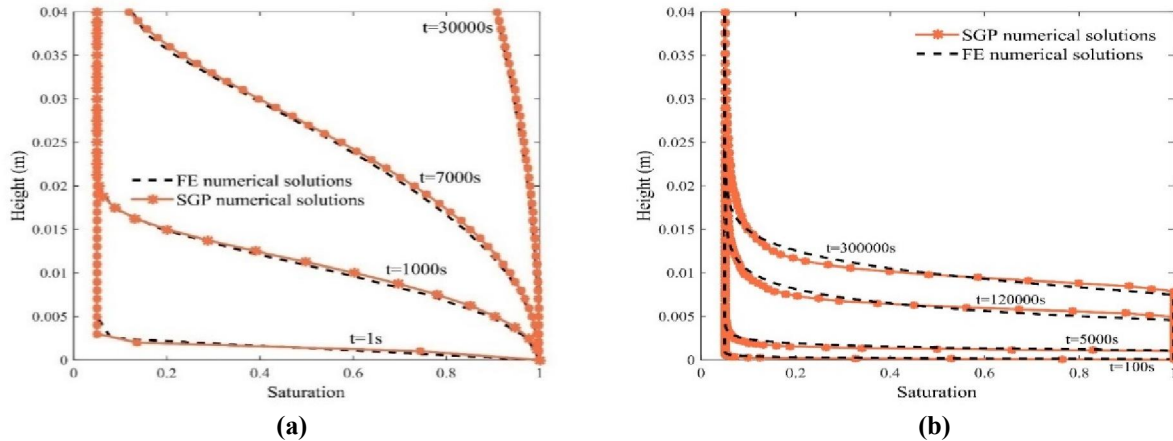 0.04
0.035
0.03
0.025
0.02
0.015
0.01
0.005
0
Height (m)
t=30000s
t=7000s
FE numerical solutions
SGP numerical solutions
t=1000s
t=1s
0 0.2 0.4 0.6 0.8 1
Saturation
(a)
0.04
0.035
0.03
0.025
0.02
0.015
0.01
0.005
0
Height (m)
SGP numerical solutions
FE numerical solutions
t=300000s
t=120000s
t=5000s
t=100s
0 0.2 0.4 0.6 0.8 1
Saturation
(b)